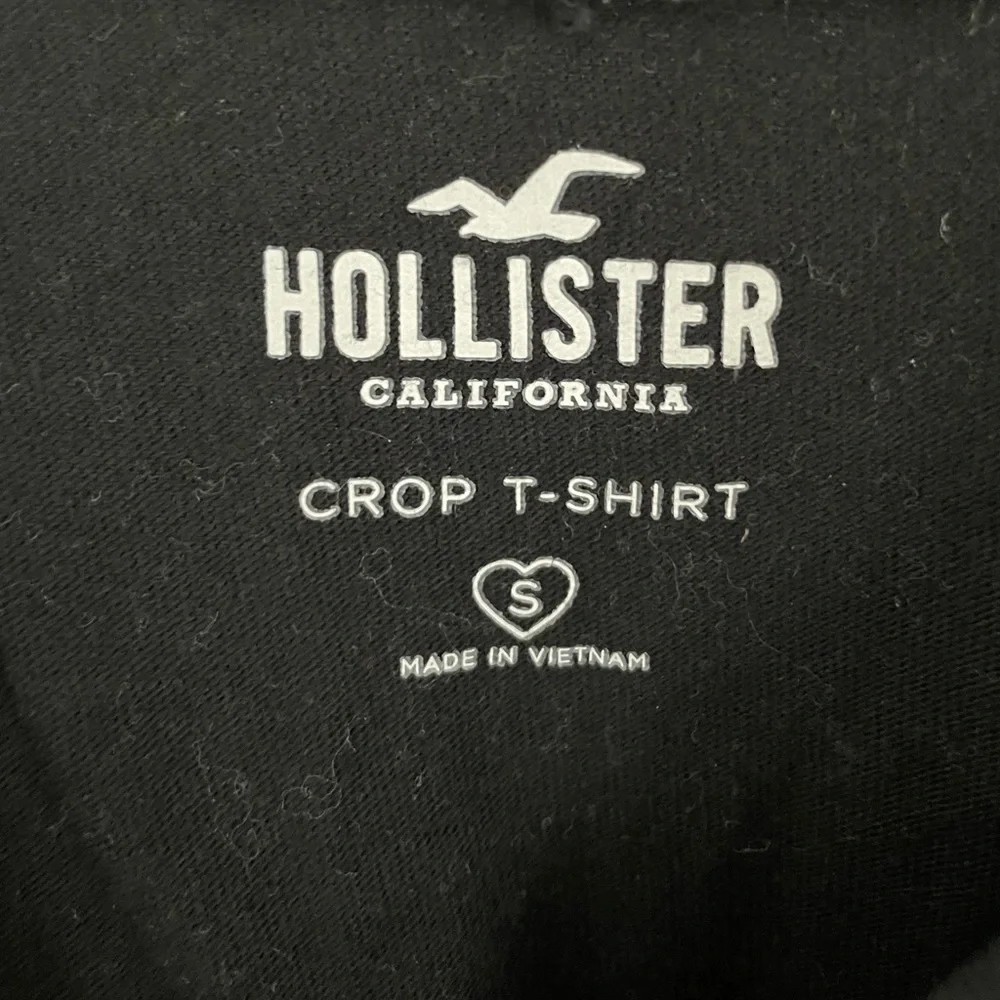 HOLLISTER
CALIFORNIA
CROP T-SHIRT
S
MADE IN VIETNAM